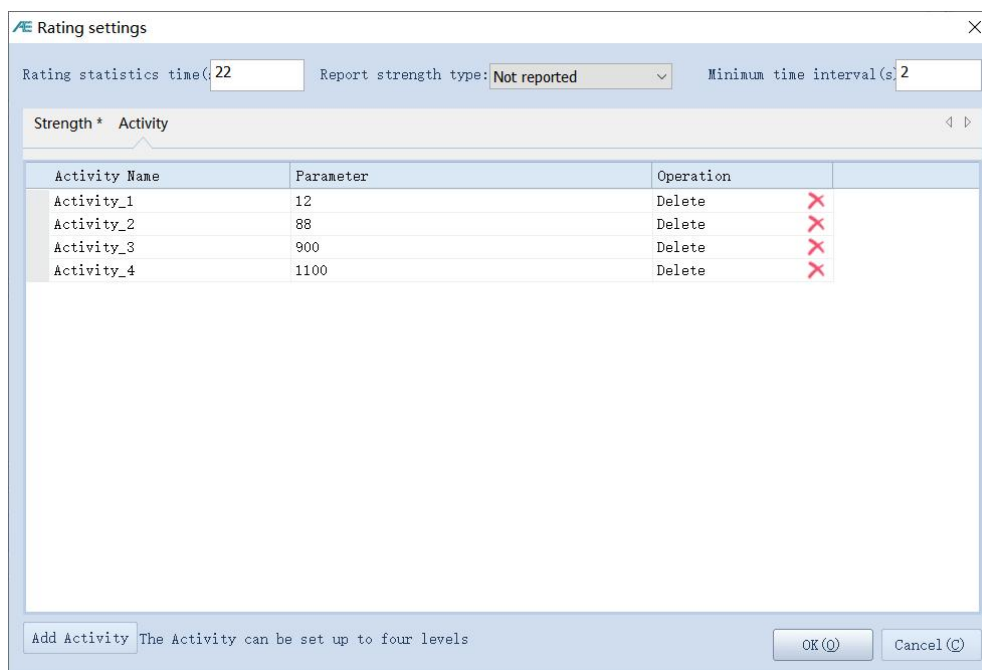 Æ Rating settings
Rating statistics time( 22 Report strength type: Not reported Minimum time interval(s 2
Strength * Activity
Activity Name Parameter Operation
Activity_1 12 Delete
Activity_2 88 Delete
Activity_3 900 Delete
Activity_4 1100 Delete
Add Activity The Activity can be set up to four levels OK(O) Cancel(C)